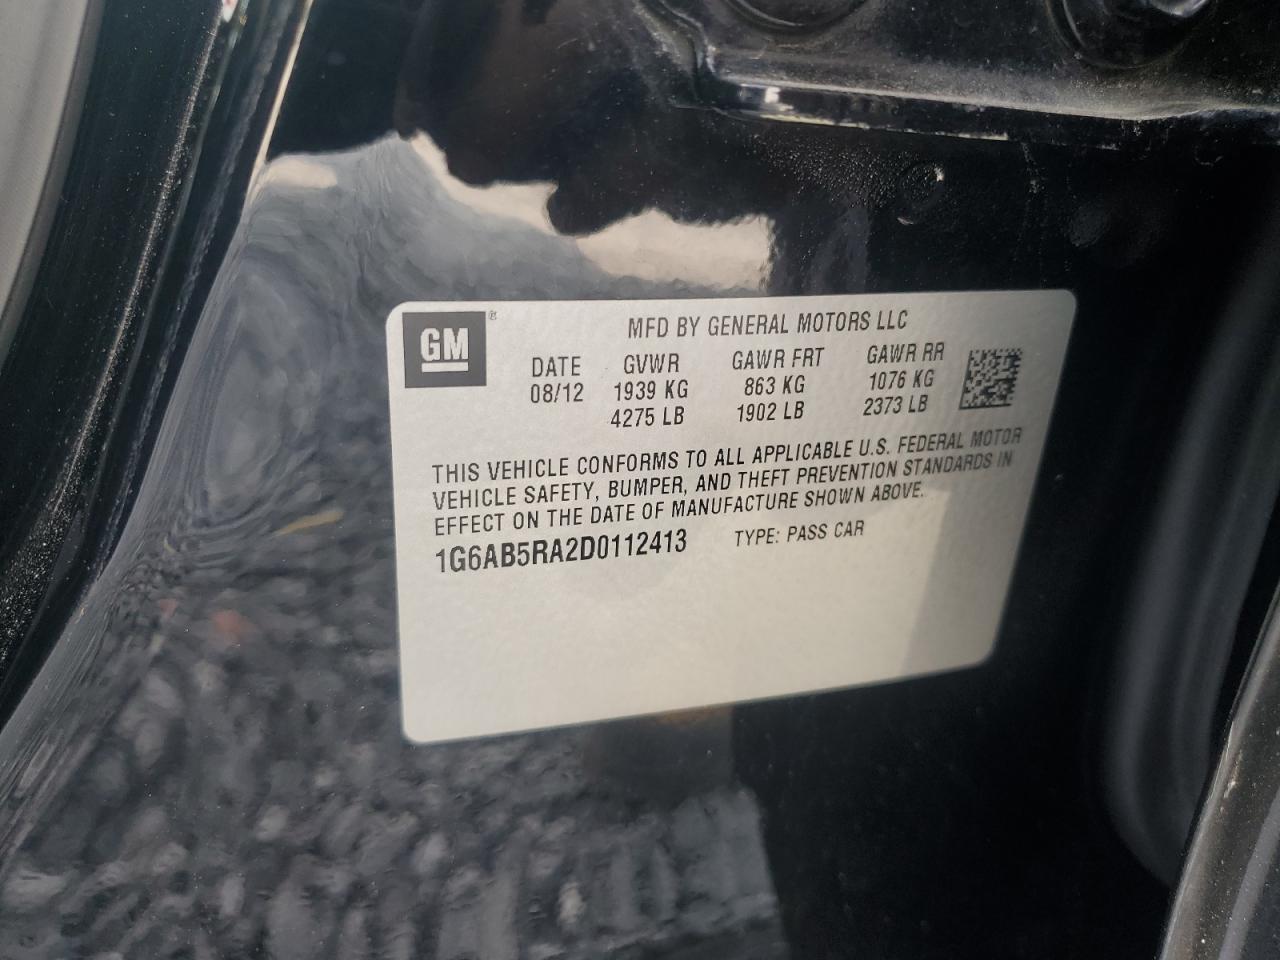 GM ®
MFD BY GENERAL MOTORS LLC
DATE GVWR GAWR FRT GAWR RR
08/12 1939 KG 863 KG 1076 KG
4275 LB 1902 LB 2373 LB
THIS VEHICLE CONFORMS TO ALL APPLICABLE U.S. FEDERAL MOTOR
VEHICLE SAFETY, BUMPER, AND THEFT PREVENTION STANDARDS IN
EFFECT ON THE DATE OF MANUFACTURE SHOWN ABOVE.
1G6AB5RA2D0112413 TYPE: PASS CAR